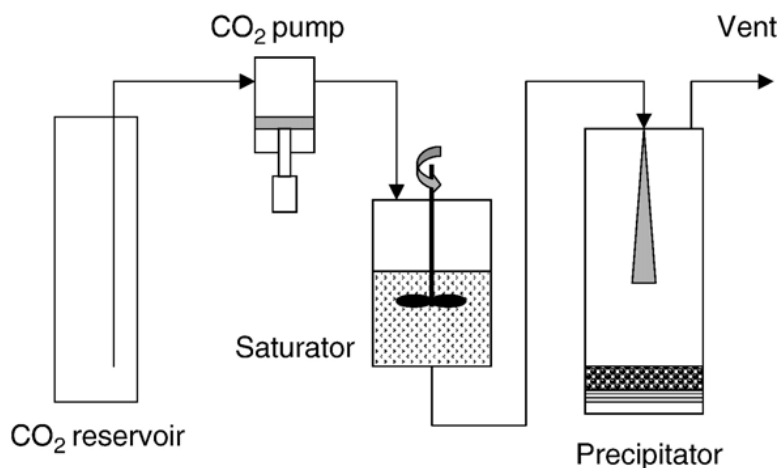 CO₂ pump
Vent
Saturator
CO₂ reservoir
Precipitator